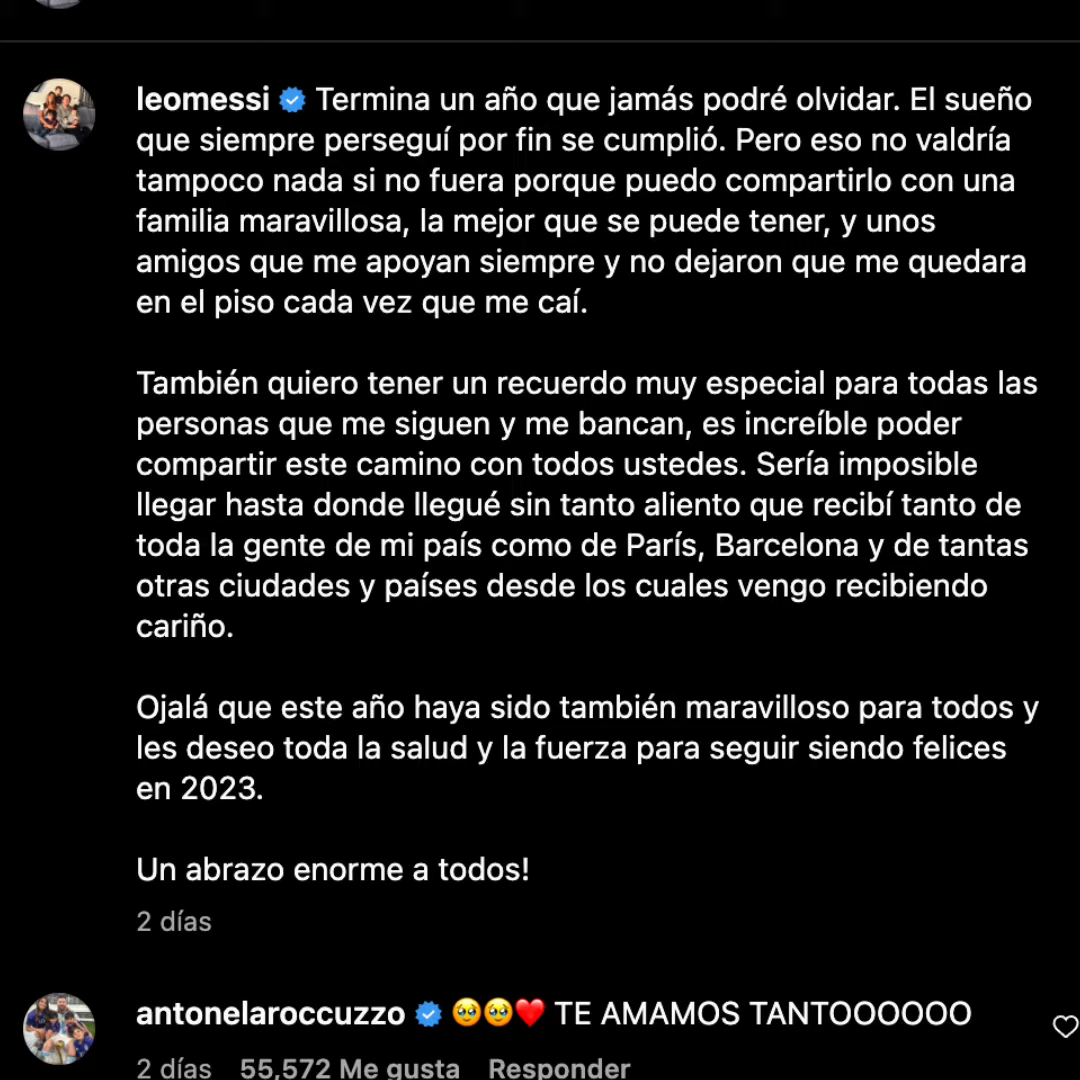 leomessi Termina un año que jamás podré olvidar. El sueño
que siempre perseguí por fin se cumplió. Pero eso no valdría
tampoco nada si no fuera porque puedo compartirlo con una
familia maravillosa, la mejor que se puede tener, y unos
amigos que me apoyan siempre y no dejaron que me quedara
en el piso cada vez que me caí.
También quiero tener un recuerdo muy especial para todas las
personas que me siguen y me bancan, es increíble poder
compartir este camino con todos ustedes. Sería imposible
llegar hasta donde llegué sin tanto aliento que recibí tanto de
toda la gente de mi país como de París, Barcelona y de tantas
otras ciudades y países desde los cuales vengo recibiendo
cariño.
Ojalá que este año haya sido también maravilloso para todos y
les deseo toda la salud y la fuerza para seguir siendo felices
en 2023.
Un abrazo enorme a todos!
2 días
antonelaroccuzzo 🥹🥹❤️ TE AMAMOS TANTOOOOOO
2 días 55,572 Me gusta Responder